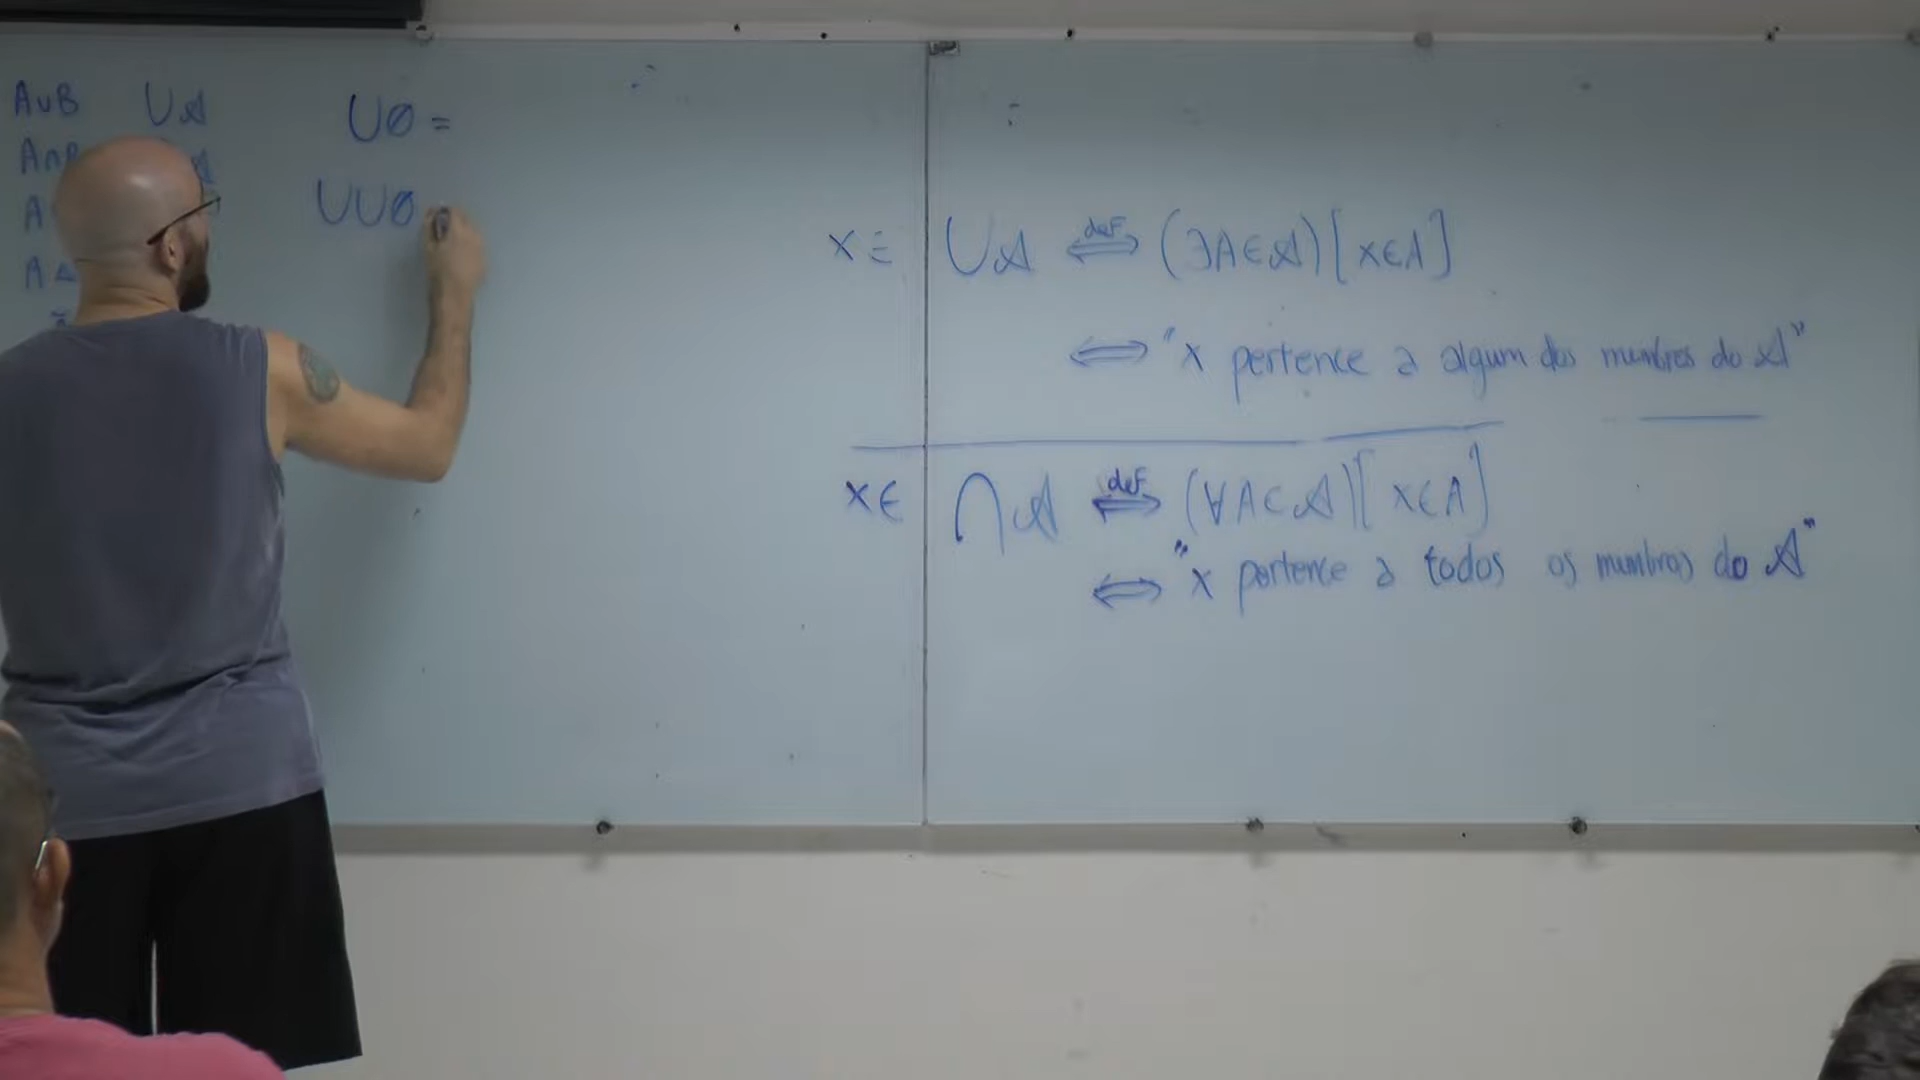 A∪B ⋃𝒜 ⋃∅ =
A∩
⋃⋃∅
A
A △
x ∈ ⋃𝒜 ⟺def (∃A∈𝒜)[x∈A]
⟺ "x pertence a algum dos membros do 𝒜"
x∈ ⋂𝒜 ⟺def (∀A∈𝒜)[x∈A]
⟺ "x pertence a todos os membros do 𝒜"